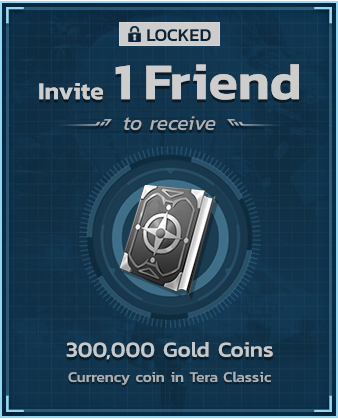 LOCKED
Invite 1 Friend
to receive
300,000 Gold Coins
Currency coin in Tera Classic